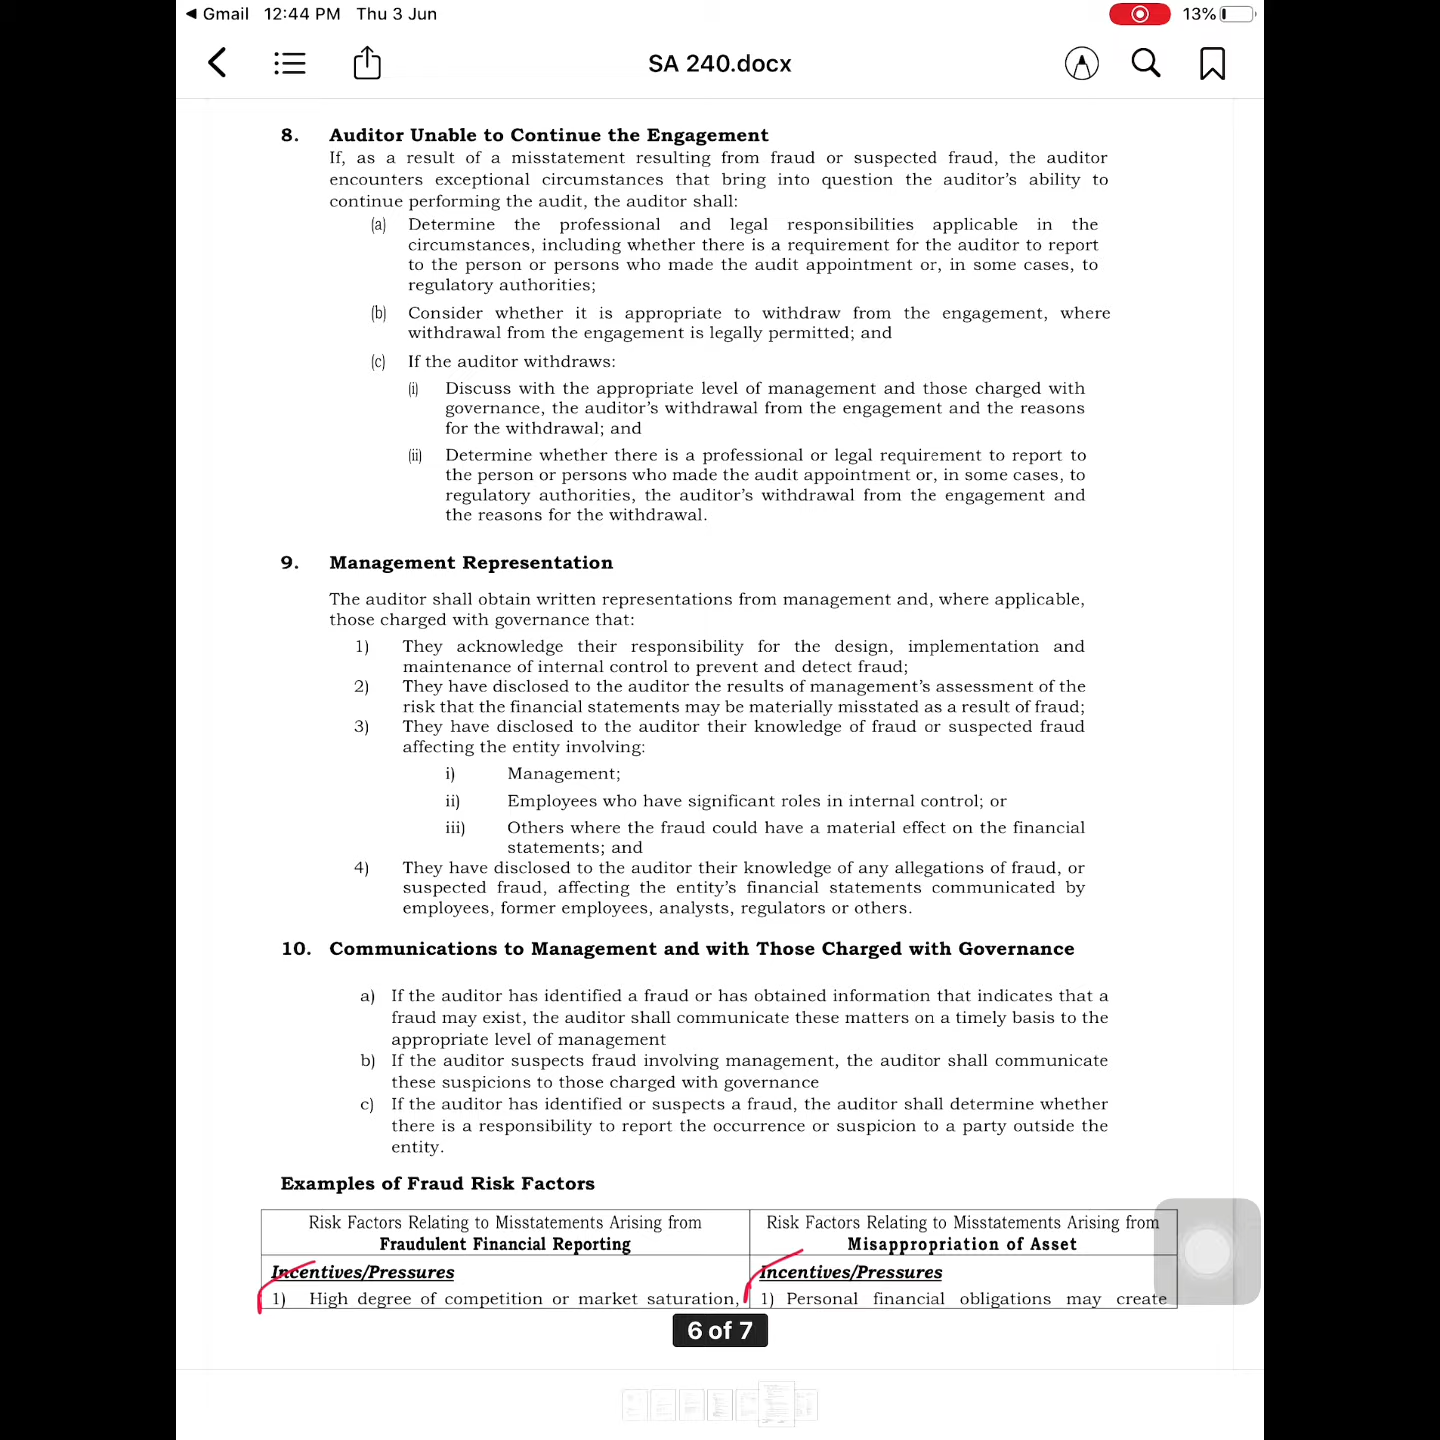 ◀ Gmail 12:44 PM Thu 3 Jun 13%
SA 240.docx
8. Auditor Unable to Continue the Engagement
If, as a result of a misstatement resulting from fraud or suspected fraud, the auditor
encounters exceptional circumstances that bring into question the auditor’s ability to
continue performing the audit, the auditor shall:
(a) Determine the professional and legal responsibilities applicable in the
circumstances, including whether there is a requirement for the auditor to report
to the person or persons who made the audit appointment or, in some cases, to
regulatory authorities;
(b) Consider whether it is appropriate to withdraw from the engagement, where
withdrawal from the engagement is legally permitted; and
(c) If the auditor withdraws:
(i) Discuss with the appropriate level of management and those charged with
governance, the auditor’s withdrawal from the engagement and the reasons
for the withdrawal; and
(ii) Determine whether there is a professional or legal requirement to report to
the person or persons who made the audit appointment or, in some cases, to
regulatory authorities, the auditor’s withdrawal from the engagement and
the reasons for the withdrawal.
9. Management Representation
The auditor shall obtain written representations from management and, where applicable,
those charged with governance that:
1) They acknowledge their responsibility for the design, implementation and
maintenance of internal control to prevent and detect fraud;
2) They have disclosed to the auditor the results of management’s assessment of the
risk that the financial statements may be materially misstated as a result of fraud;
3) They have disclosed to the auditor their knowledge of fraud or suspected fraud
affecting the entity involving:
i) Management;
ii) Employees who have significant roles in internal control; or
iii) Others where the fraud could have a material effect on the financial
statements; and
4) They have disclosed to the auditor their knowledge of any allegations of fraud, or
suspected fraud, affecting the entity’s financial statements communicated by
employees, former employees, analysts, regulators or others.
10. Communications to Management and with Those Charged with Governance
a) If the auditor has identified a fraud or has obtained information that indicates that a
fraud may exist, the auditor shall communicate these matters on a timely basis to the
appropriate level of management
b) If the auditor suspects fraud involving management, the auditor shall communicate
these suspicions to those charged with governance
c) If the auditor has identified or suspects a fraud, the auditor shall determine whether
there is a responsibility to report the occurrence or suspicion to a party outside the
entity.
Examples of Fraud Risk Factors
Risk Factors Relating to Misstatements Arising from
Fraudulent Financial Reporting
Incentives/Pressures
1) High degree of competition or market saturation,
Risk Factors Relating to Misstatements Arising from
Misappropriation of Asset
Incentives/Pressures
1) Personal financial obligations may create
6 of 7